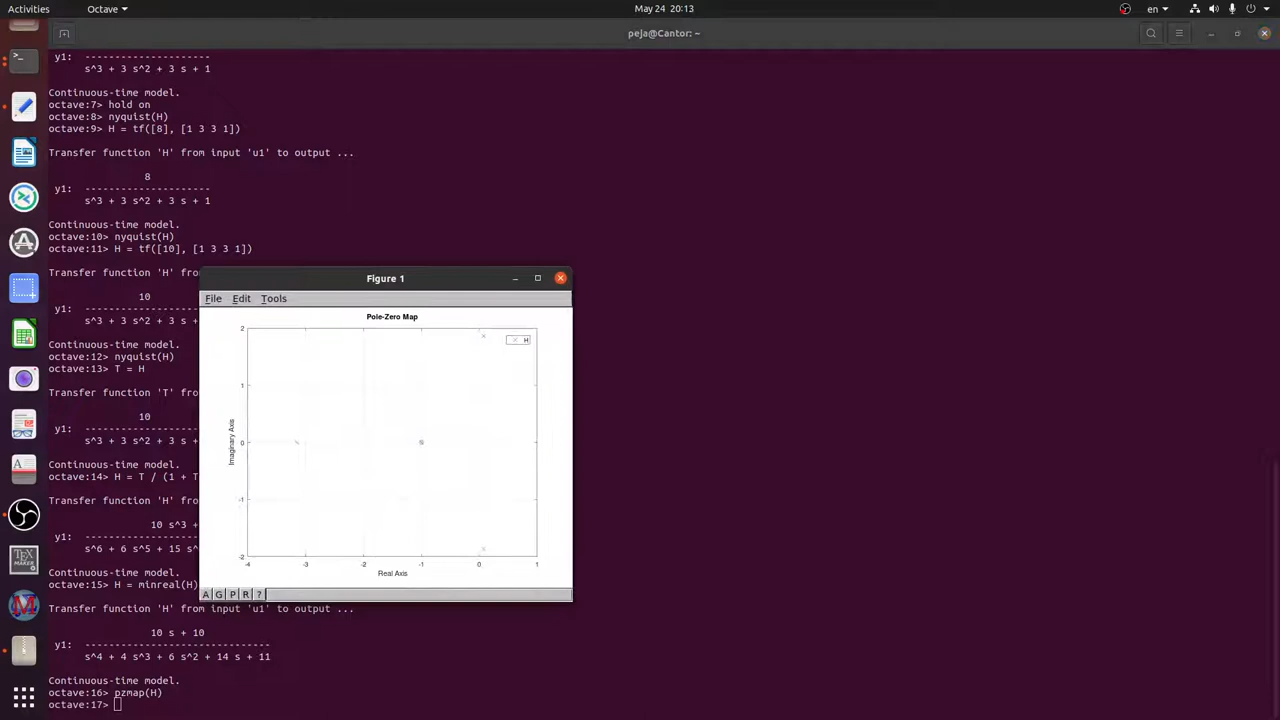 Activities
Octave
May 24 20:13
en
peja@Cantor: ~
y1: ---------------------
s^3 + 3 s^2 + 3 s + 1
Continuous-time model.
octave:7> hold on
octave:8> nyquist(H)
octave:9> H = tf([8], [1 3 3 1])
Transfer function 'H' from input 'u1' to output ...
8
y1: ---------------------
s^3 + 3 s^2 + 3 s + 1
Continuous-time model.
octave:10> nyquist(H)
octave:11> H = tf([10], [1 3 3 1])
Transfer function 'H' fro
10
y1: -------------------
s^3 + 3 s^2 + 3 s +
Continuous-time model.
octave:12> nyquist(H)
octave:13> T = H
Transfer function 'T' fro
10
y1: -------------------
s^3 + 3 s^2 + 3 s +
Continuous-time model.
octave:14> H = T / (1 + T
Transfer function 'H' fro
10 s^3 +
y1: -------------------
s^6 + 6 s^5 + 15 s
Continuous-time model.
octave:15> H = minreal(H)
Transfer function 'H' from input 'u1' to output ...
10 s + 10
y1: -------------------------------
s^4 + 4 s^3 + 6 s^2 + 14 s + 11
Continuous-time model.
octave:16> pzmap(H)
octave:17>
Figure 1
File Edit Tools
Pole-Zero Map
H
2
1
0
-1
-2
Imaginary Axis
-4 -3 -2 -1 0 1
Real Axis
A G P R ?
TEX MAKER